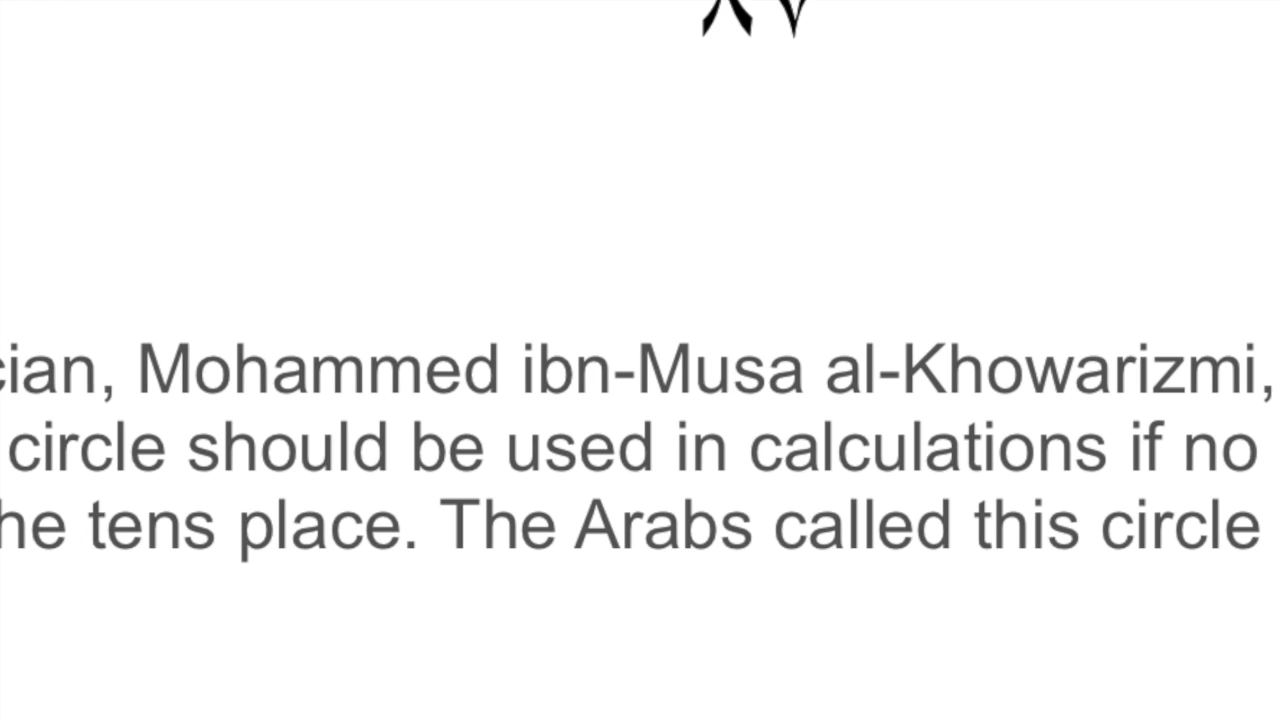 ian, Mohammed ibn-Musa al-Khowarizmi,
circle should be used in calculations if no
he tens place. The Arabs called this circle